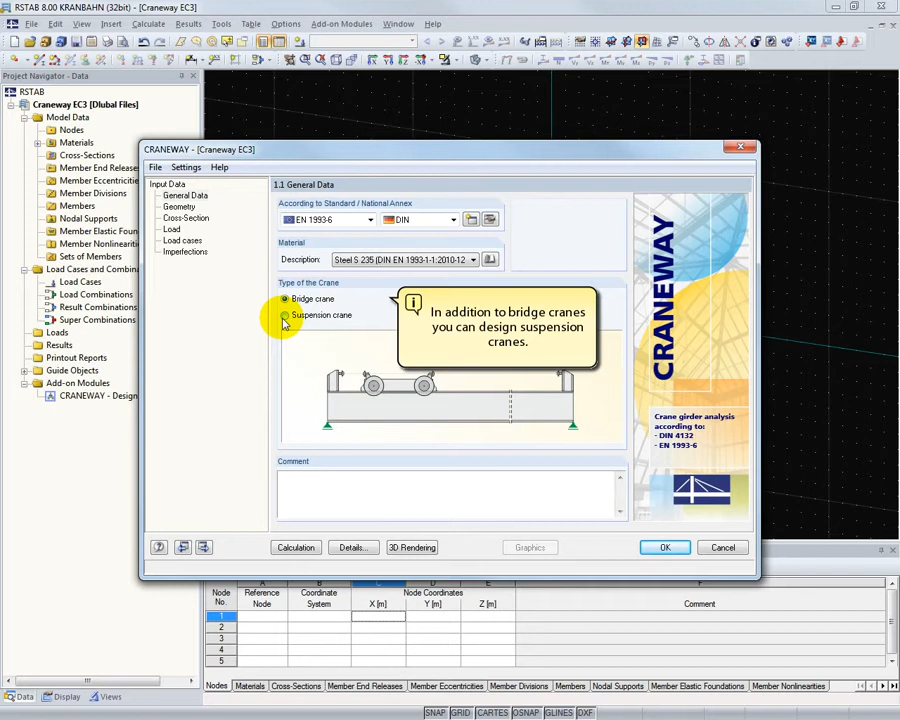 RSTAB 8.00 KRANBAHN (32bit) - [Craneway EC3]
File Edit View Insert Calculate Results Tools Table Options Add-on Modules Window Help
Project Navigator - Data
RSTAB
Craneway EC3 [Dlubal Files]
Model Data
Nodes
Materials
Cross-Sections
Member End Releases
Member Eccentricitie
Member Divisions
Members
Nodal Supports
Member Elastic Found
Member Nonlinearitie
Sets of Members
Load Cases and Combina
Load Cases
Load Combinations
Result Combinations
Super Combinations
Loads
Results
Printout Reports
Guide Objects
Add-on Modules
CRANEWAY - Design
Data Display Views
CRANEWAY - [Craneway EC3]
File Settings Help
Input Data
General Data
Geometry
Cross-Section
Load
Load cases
Imperfections
1.1 General Data
According to Standard / National Annex
EN 1993-6 DIN
Material
Description: Steel S 235 (DIN EN 1993-1-1:2010-12
Type of the Crane
Bridge crane
Suspension crane
In addition to bridge cranes
you can design suspension
cranes.
Comment
CRANEWAY
Crane girder analysis
according to:
- DIN 4132
- EN 1993-6
Calculation Details... 3D Rendering Graphics OK Cancel
A B C D E F
Node Reference Coordinate Node Coordinates
No. Node System X [m] Y [m] Z [m] Comment
1
2
3
4
5
Nodes Materials Cross-Sections Member End Releases Member Eccentricities Member Divisions Members Nodal Supports Member Elastic Foundations Member Nonlinearities
SNAP GRID CARTES OSNAP GLINES DXF